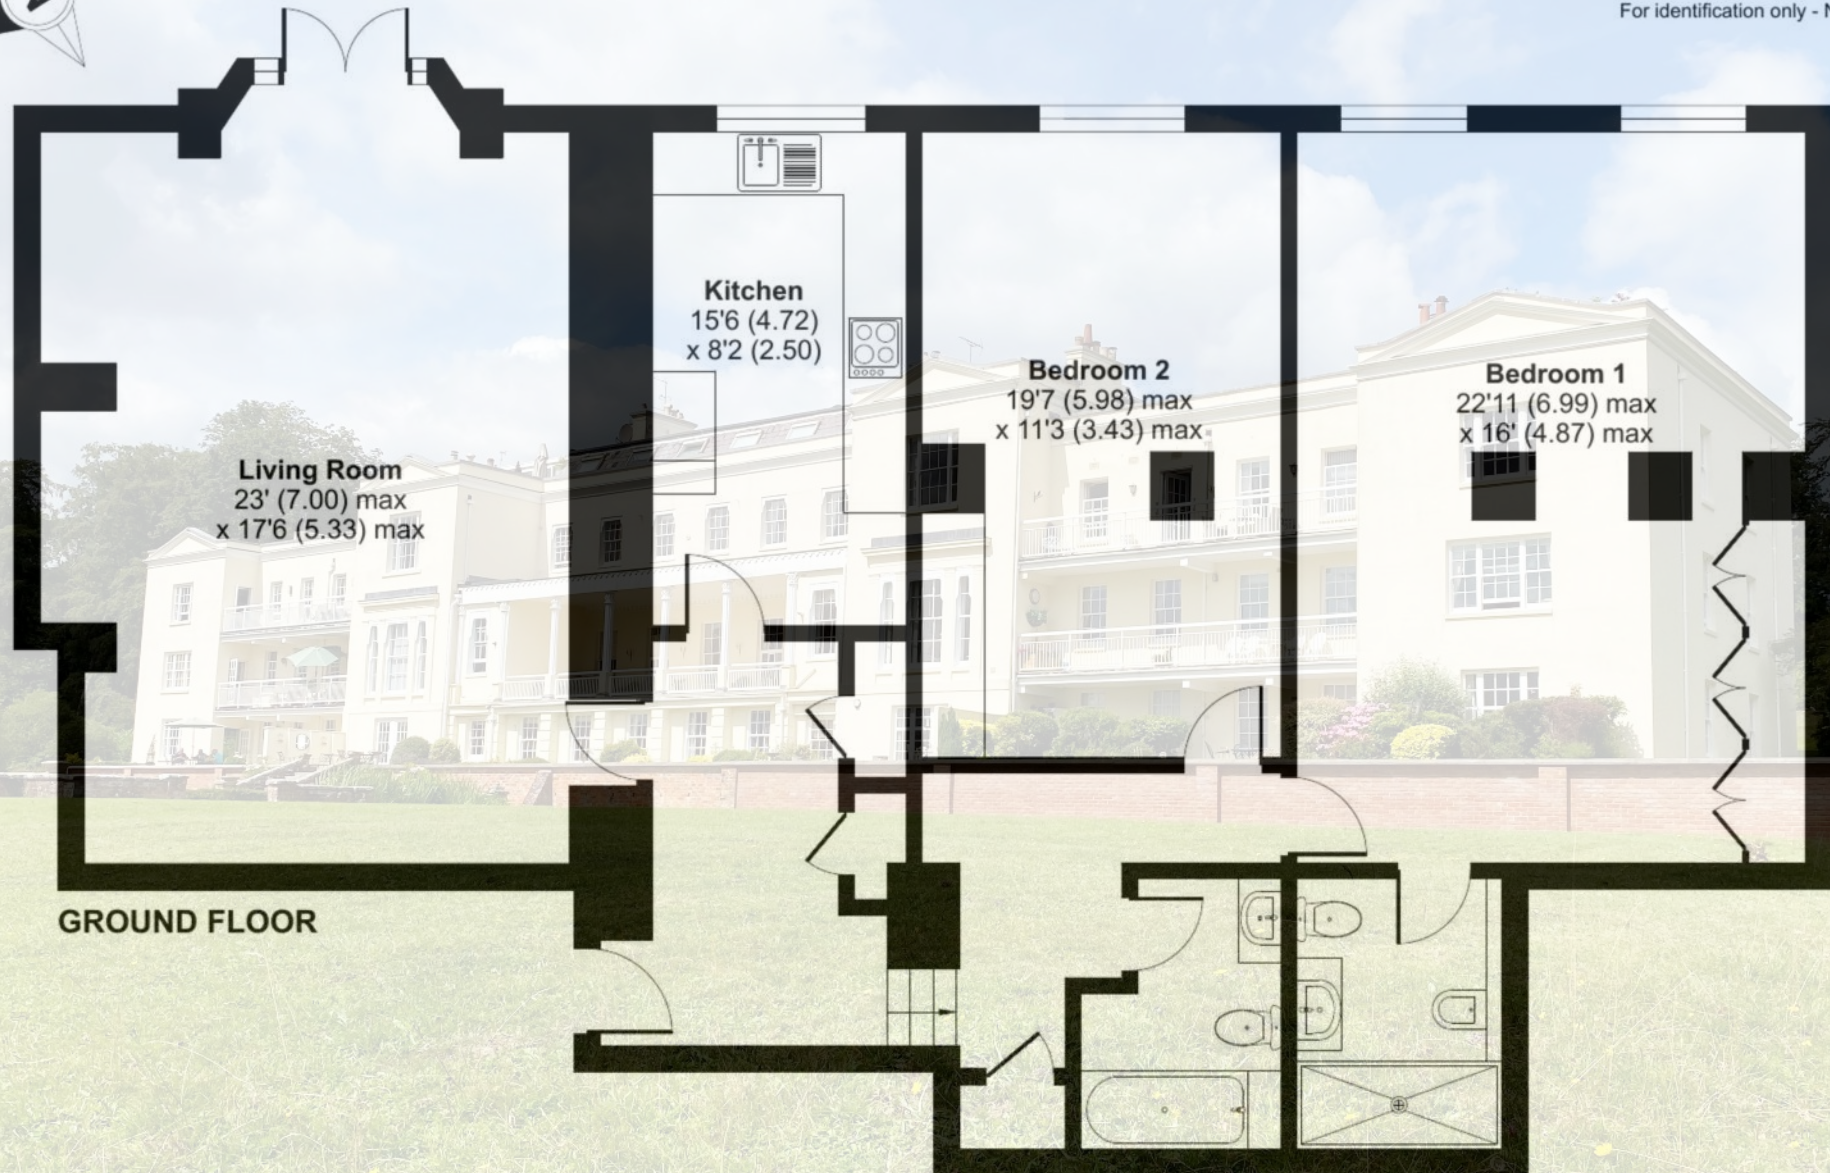 For identification only - N
Kitchen
15'6 (4.72)
x 8'2 (2.50)
Bedroom 2
19'7 (5.98) max
x 11'3 (3.43) max
Bedroom 1
22'11 (6.99) max
x 16' (4.87) max
Living Room
23' (7.00) max
x 17'6 (5.33) max
GROUND FLOOR